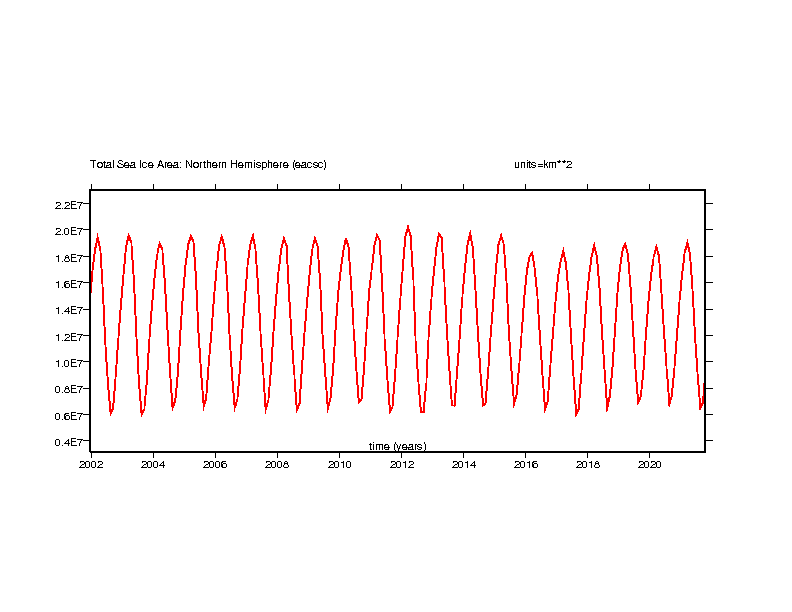 Total Sea Ice Area: Northern Hemisphere (eacsc) units=km**2
2.2E7
2.0E7
1.8E7
1.6E7
1.4E7
1.2E7
1.0E7
0.8E7
0.6E7
0.4E7
time (years)
2002 2004 2006 2008 2010 2012 2014 2016 2018 2020